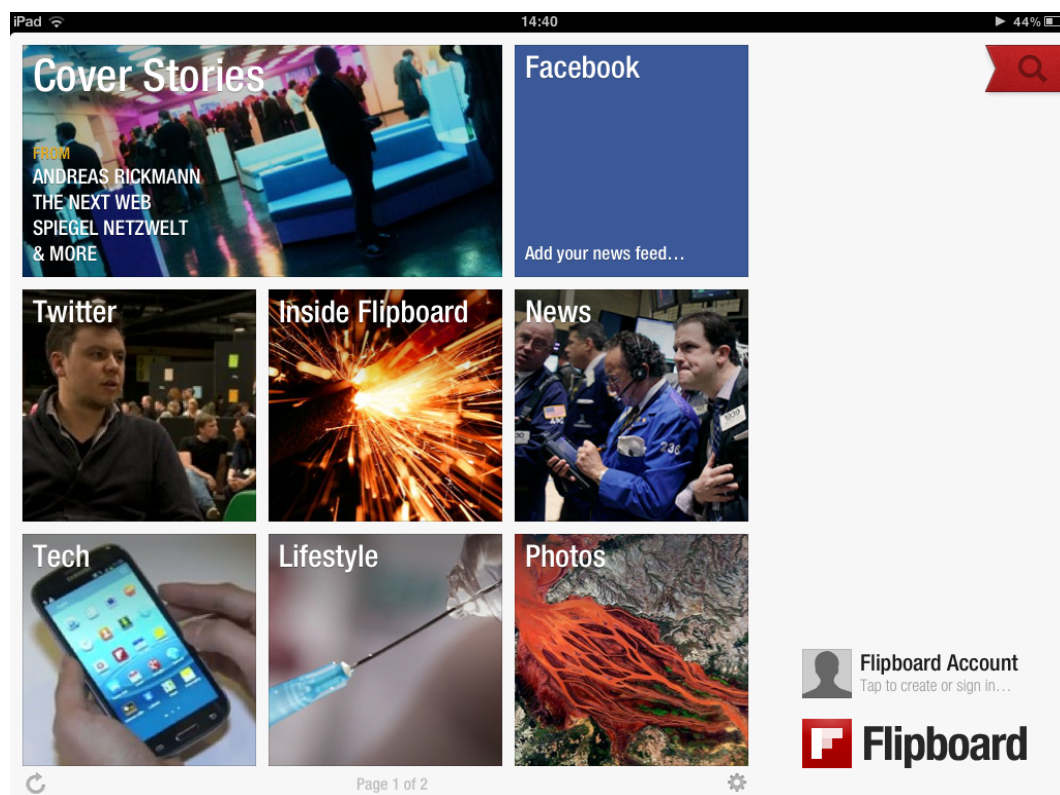 iPad
14:40
44%
Cover Stories
FROM
ANDREAS RICKMANN
THE NEXT WEB
SPIEGEL NETZWELT
& MORE
Facebook
Add your news feed...
Twitter
Inside Flipboard
News
236
Tech
SAMSUNG
Lifestyle
Photos
Flipboard Account
Tap to create or sign in...
Flipboard
Page 1 of 2